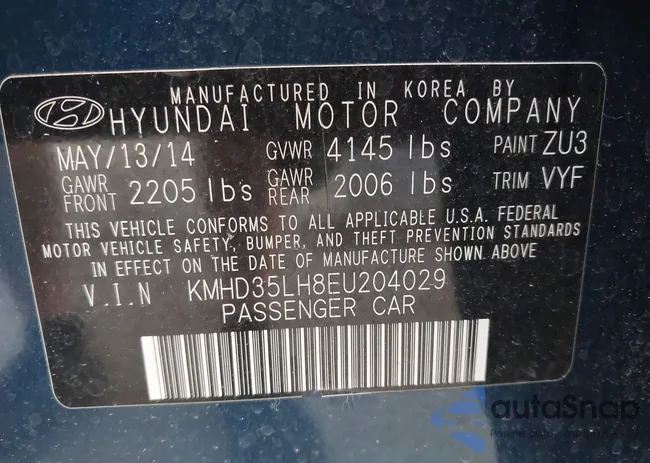 MANUFACTURED IN KOREA BY
HYUNDAI MOTOR COMPANY
MAY/13/14 GVWR 4145 lbs PAINT ZU3
GAWR FRONT 2205 lbs GAWR REAR 2006 lbs TRIM VYF
THIS VEHICLE CONFORMS TO ALL APPLICABLE U.S.A. FEDERAL
MOTOR VEHICLE SAFETY, BUMPER, AND THEFT PREVENTION STANDARDS
IN EFFECT ON THE DATE OF MANUFACTURE SHOWN ABOVE
V.I.N KMHD35LH8EU204029
PASSENGER CAR
autoSnap